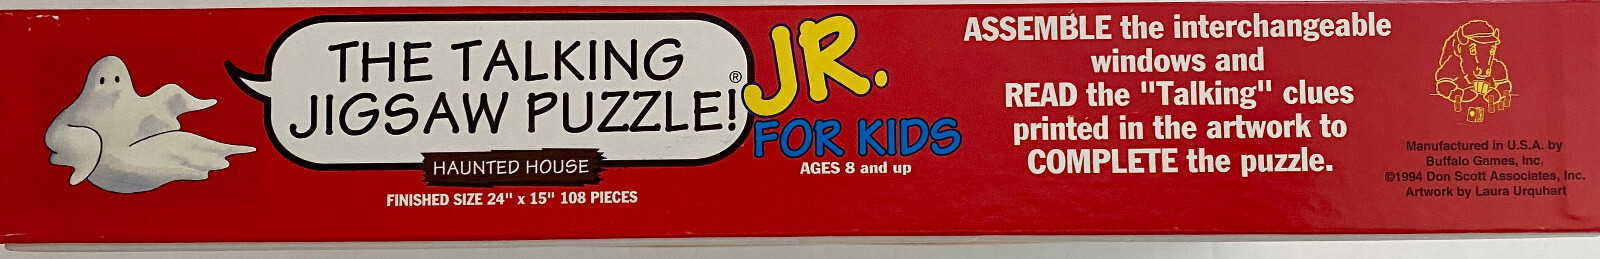 THE TALKING
JIGSAW PUZZLE!®
JR.
FOR KIDS
HAUNTED HOUSE
AGES 8 and up
FINISHED SIZE 24" x 15" 108 PIECES
ASSEMBLE the interchangeable
windows and
READ the "Talking" clues
printed in the artwork to
COMPLETE the puzzle.
Manufactured in U.S.A. by
Buffalo Games, Inc.
©1994 Don Scott Associates, Inc.
Artwork by Laura Urquhart